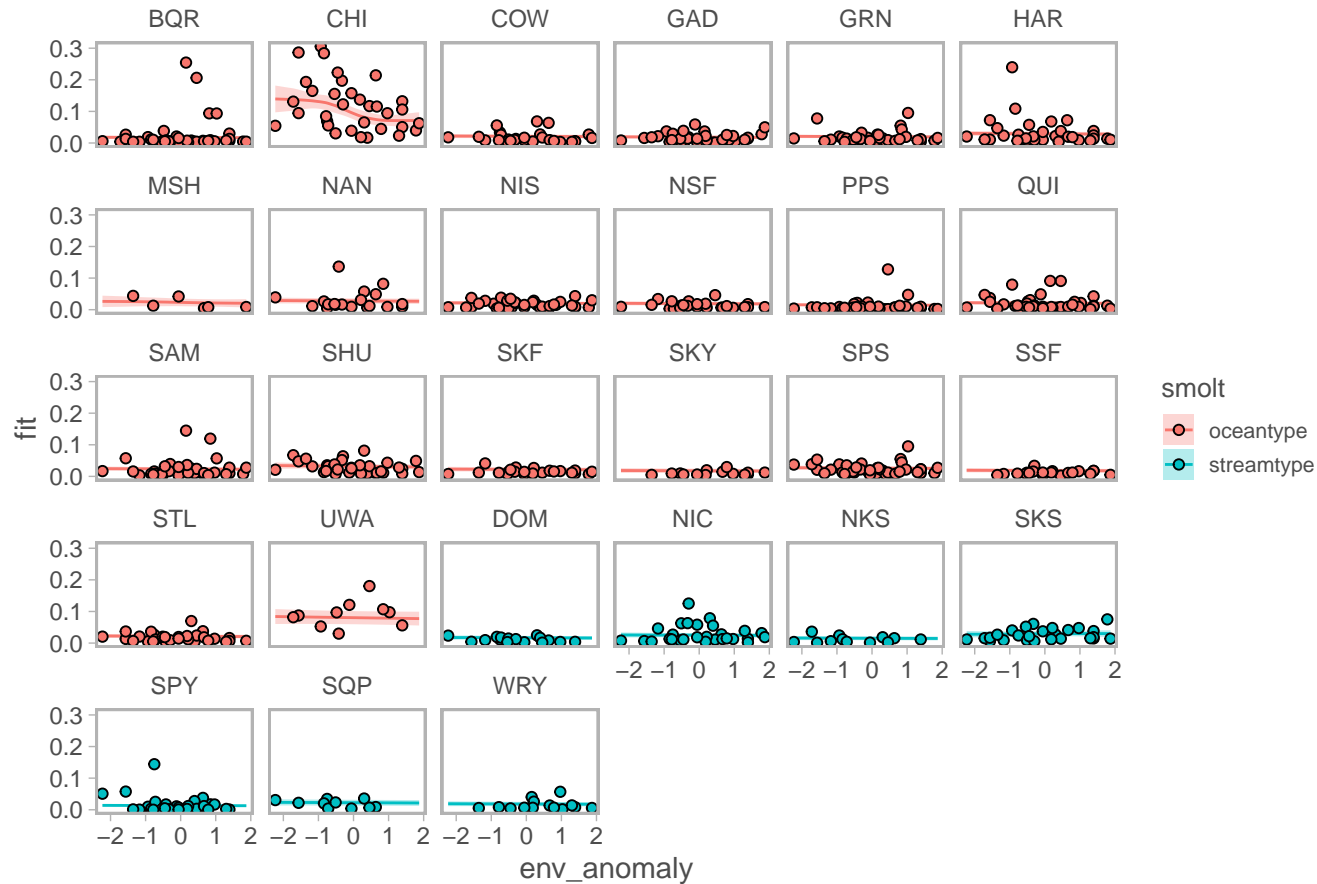 BQR CHI COW GAD GRN HAR
0.3
0.2
0.1
0.0
MSH NAN NIS NSF PPS QUI
0.3
0.2
0.1
0.0
SAM SHU SKF SKY SPS SSF
0.3
0.2
0.1
0.0
fit
smolt
oceantype
streamtype
STL UWA DOM NIC NKS SKS
0.3
0.2
0.1
0.0
−2 −1 0 1 2 −2 −1 0 1 2 −2 −1 0 1 2
SPY SQP WRY
0.3
0.2
0.1
0.0
−2 −1 0 1 2 −2 −1 0 1 2 −2 −1 0 1 2
env_anomaly